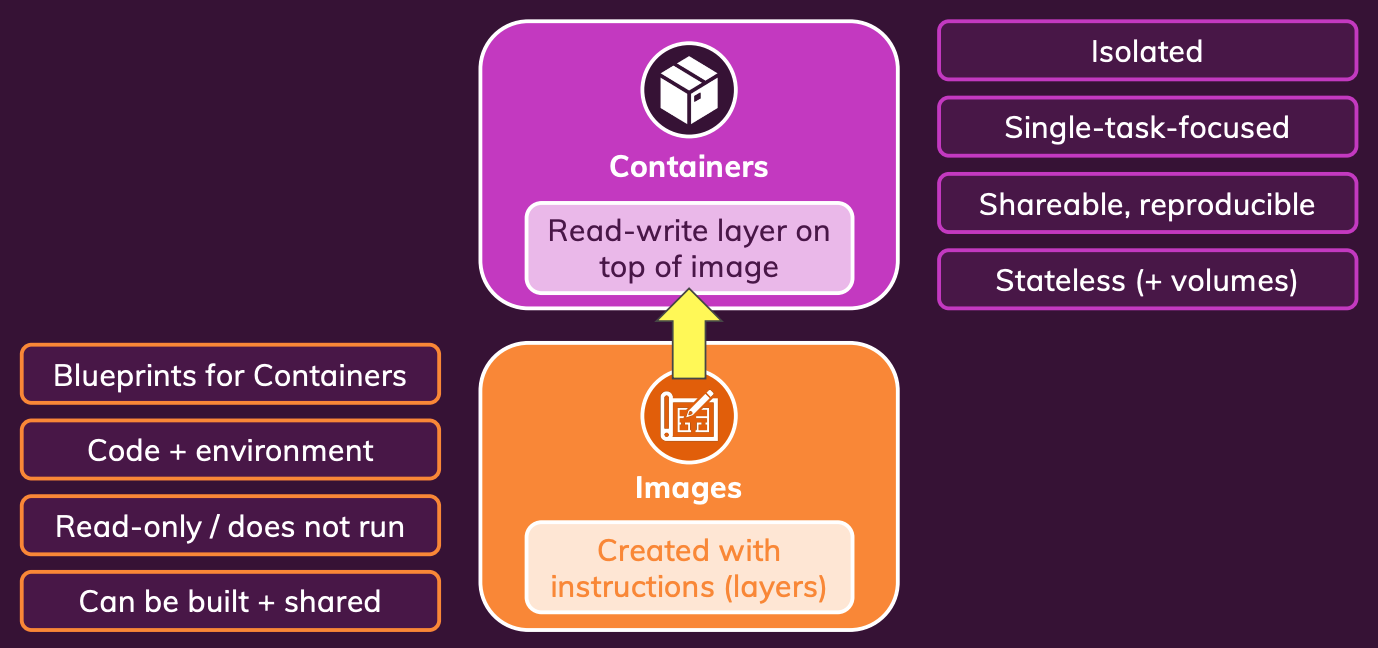 Containers
Read-write layer on
top of image
Isolated
Single-task-focused
Shareable, reproducible
Stateless (+ volumes)
Blueprints for Containers
Code + environment
Read-only / does not run
Can be built + shared
Images
Created with
instructions (layers)